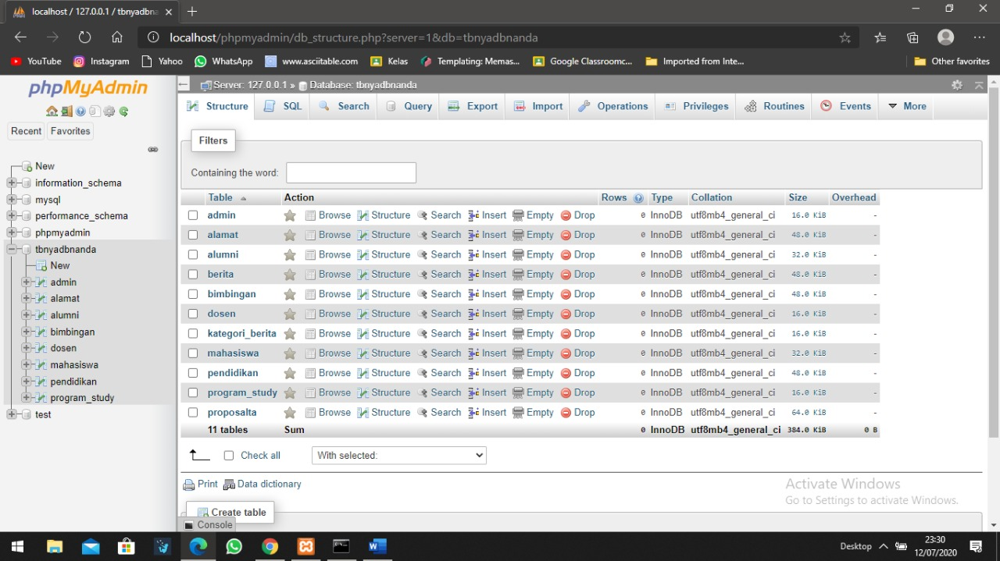 localhost / 127.0.0.1 / tbnyadbna
localhost/phpmyadmin/db_structure.php?server=1&db=tbnyadbnanda
YouTube Instagram Yahoo WhatsApp www.asciitable.com Kelas Templating: Memas... Google Classroomc... Imported from Inte... Other favorites
phpMyAdmin
Recent Favorites
New
information_schema
mysql
performance_schema
phpmyadmin
tbnyadbnanda
New
admin
alamat
alumni
bimbingan
dosen
mahasiswa
pendidikan
program_study
test
Server: 127.0.0.1 » Database: tbnyadbnanda
Structure SQL Search Query Export Import Operations Privileges Routines Events More
Filters
Containing the word:
Table Action Rows Type Collation Size Overhead
admin Browse Structure Search Insert Empty Drop 0 InnoDB utf8mb4_general_ci 16.0 KiB -
alamat Browse Structure Search Insert Empty Drop 0 InnoDB utf8mb4_general_ci 48.0 KiB -
alumni Browse Structure Search Insert Empty Drop 0 InnoDB utf8mb4_general_ci 32.0 KiB -
berita Browse Structure Search Insert Empty Drop 0 InnoDB utf8mb4_general_ci 48.0 KiB -
bimbingan Browse Structure Search Insert Empty Drop 0 InnoDB utf8mb4_general_ci 48.0 KiB -
dosen Browse Structure Search Insert Empty Drop 0 InnoDB utf8mb4_general_ci 16.0 KiB -
kategori_berita Browse Structure Search Insert Empty Drop 0 InnoDB utf8mb4_general_ci 16.0 KiB -
mahasiswa Browse Structure Search Insert Empty Drop 0 InnoDB utf8mb4_general_ci 32.0 KiB -
pendidikan Browse Structure Search Insert Empty Drop 0 InnoDB utf8mb4_general_ci 48.0 KiB -
program_study Browse Structure Search Insert Empty Drop 0 InnoDB utf8mb4_general_ci 16.0 KiB -
proposalta Browse Structure Search Insert Empty Drop 0 InnoDB utf8mb4_general_ci 64.0 KiB -
11 tables Sum 0 InnoDB utf8mb4_general_ci 384.0 KiB 0 B
Check all With selected:
Print Data dictionary
Create table
Console
Activate Windows
Go to Settings to activate Windows.
Desktop
23:30
12/07/2020